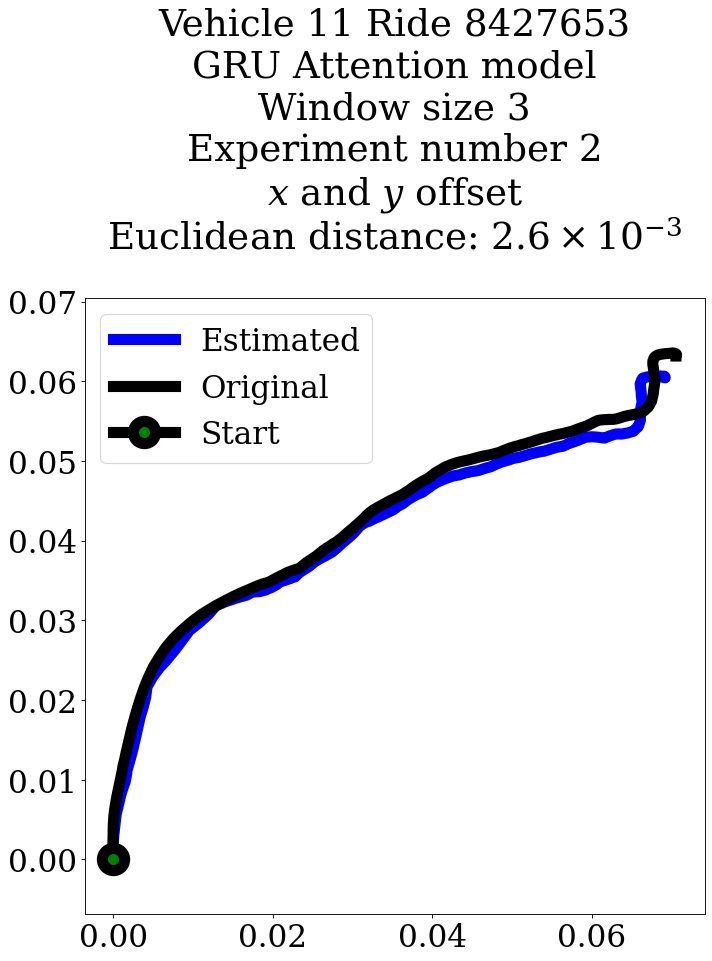 Vehicle 11 Ride 8427653
GRU Attention model
Window size 3
Experiment number 2
x and y offset
Euclidean distance: 2.6 × 10⁻³
0.07
0.06
0.05
0.04
0.03
0.02
0.01
0.00
Estimated
Original
Start
0.00 0.02 0.04 0.06